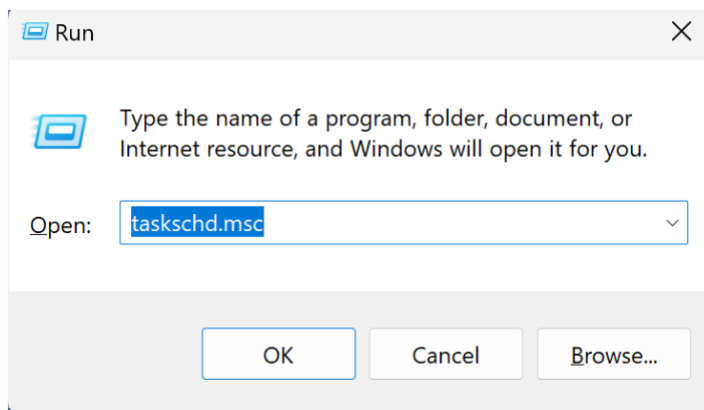 Run
Type the name of a program, folder, document, or
Internet resource, and Windows will open it for you.
Open: taskschd.msc
OK Cancel Browse...